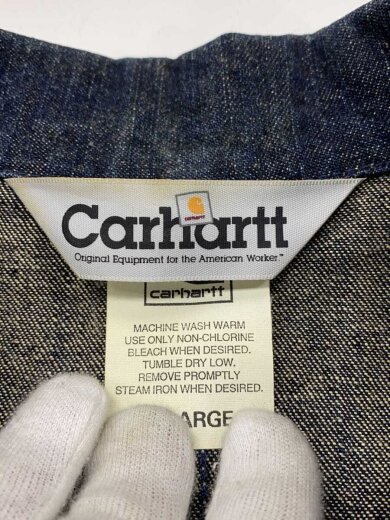 Carhartt
Original Equipment for the American Worker.™
carhartt
MACHINE WASH WARM
USE ONLY NON-CHLORINE
BLEACH WHEN DESIRED.
TUMBLE DRY LOW.
REMOVE PROMPTLY
STEAM IRON WHEN DESIRED.
ARGE